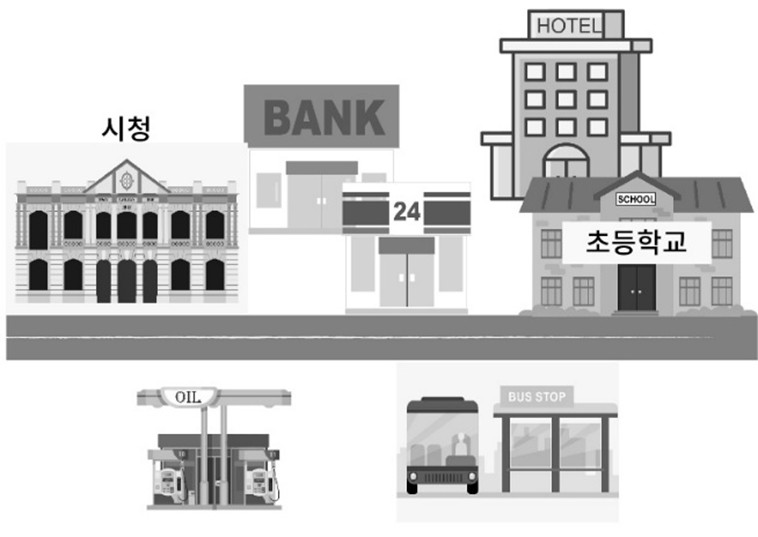 HOTEL
BANK
시청
SCHOOL
24
초등학교
OIL
BUS STOP